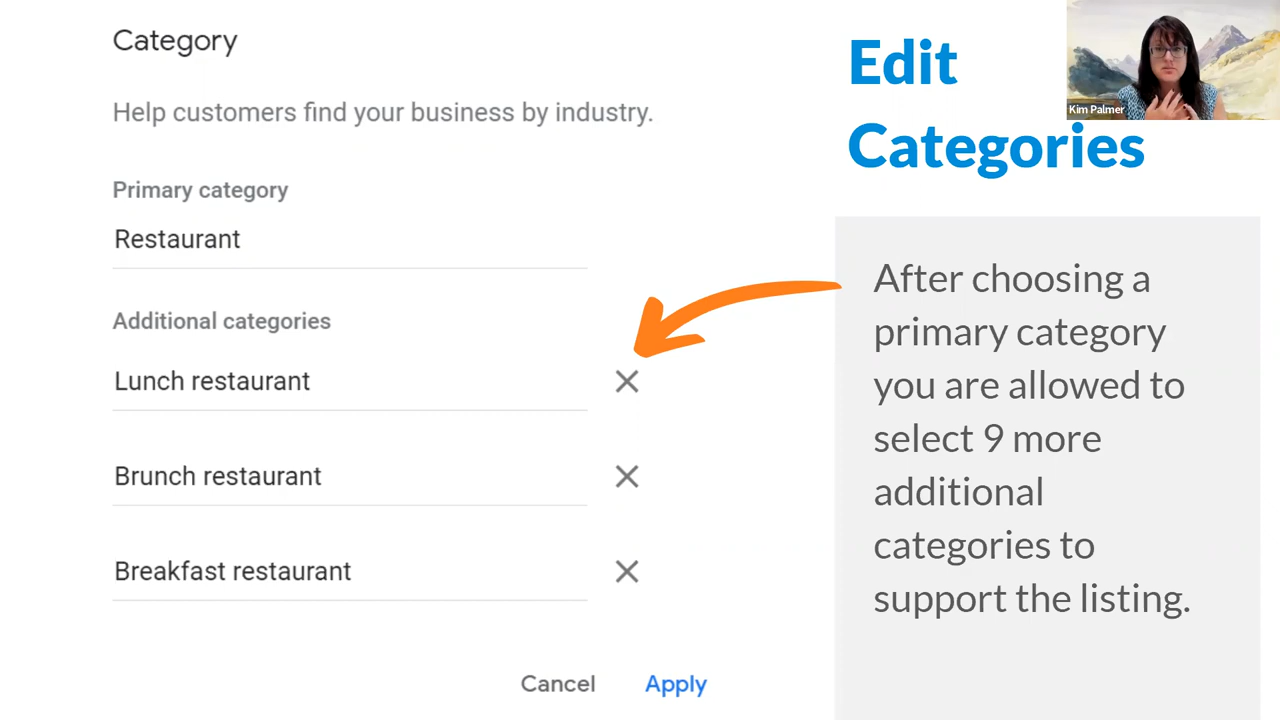 Category
Help customers find your business by industry.
Primary category
Restaurant
Additional categories
Lunch restaurant
Brunch restaurant
Breakfast restaurant
Cancel Apply
Edit
Categories
Kim Palmer
After choosing a
primary category
you are allowed to
select 9 more
additional
categories to
support the listing.